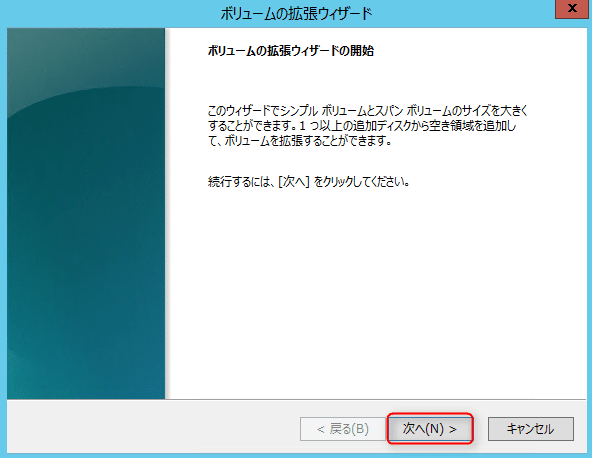 ボリュームの拡張ウィザード
x
ボリュームの拡張ウィザードの開始
このウィザードでシンプル ボリュームとスパン ボリュームのサイズを大きく
することができます。1 つ以上の追加ディスクから空き領域を追加し
て、ボリュームを拡張することができます。
続行するには、[次へ] をクリックしてください。
< 戻る(B)
次へ(N) >
キャンセル